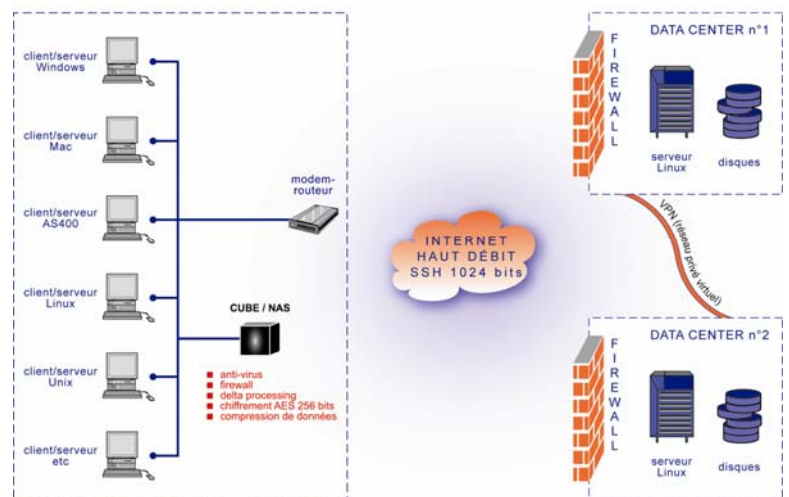 client/serveur
Windows
client/serveur
Mac
client/serveur
AS400
client/serveur
Linux
client/serveur
Unix
client/serveur
etc
modem-
routeur
CUBE / NAS
anti-virus
firewall
delta processing
chiffrement AES 256 bits
compression de données
INTERNET
HAUT DÉBIT
SSH 1024 bits
DATA CENTER n°1
FIREWALL
serveur
Linux
disques
VPN (réseau privé virtuel)
DATA CENTER n°2
FIREWALL
serveur
Linux
disques